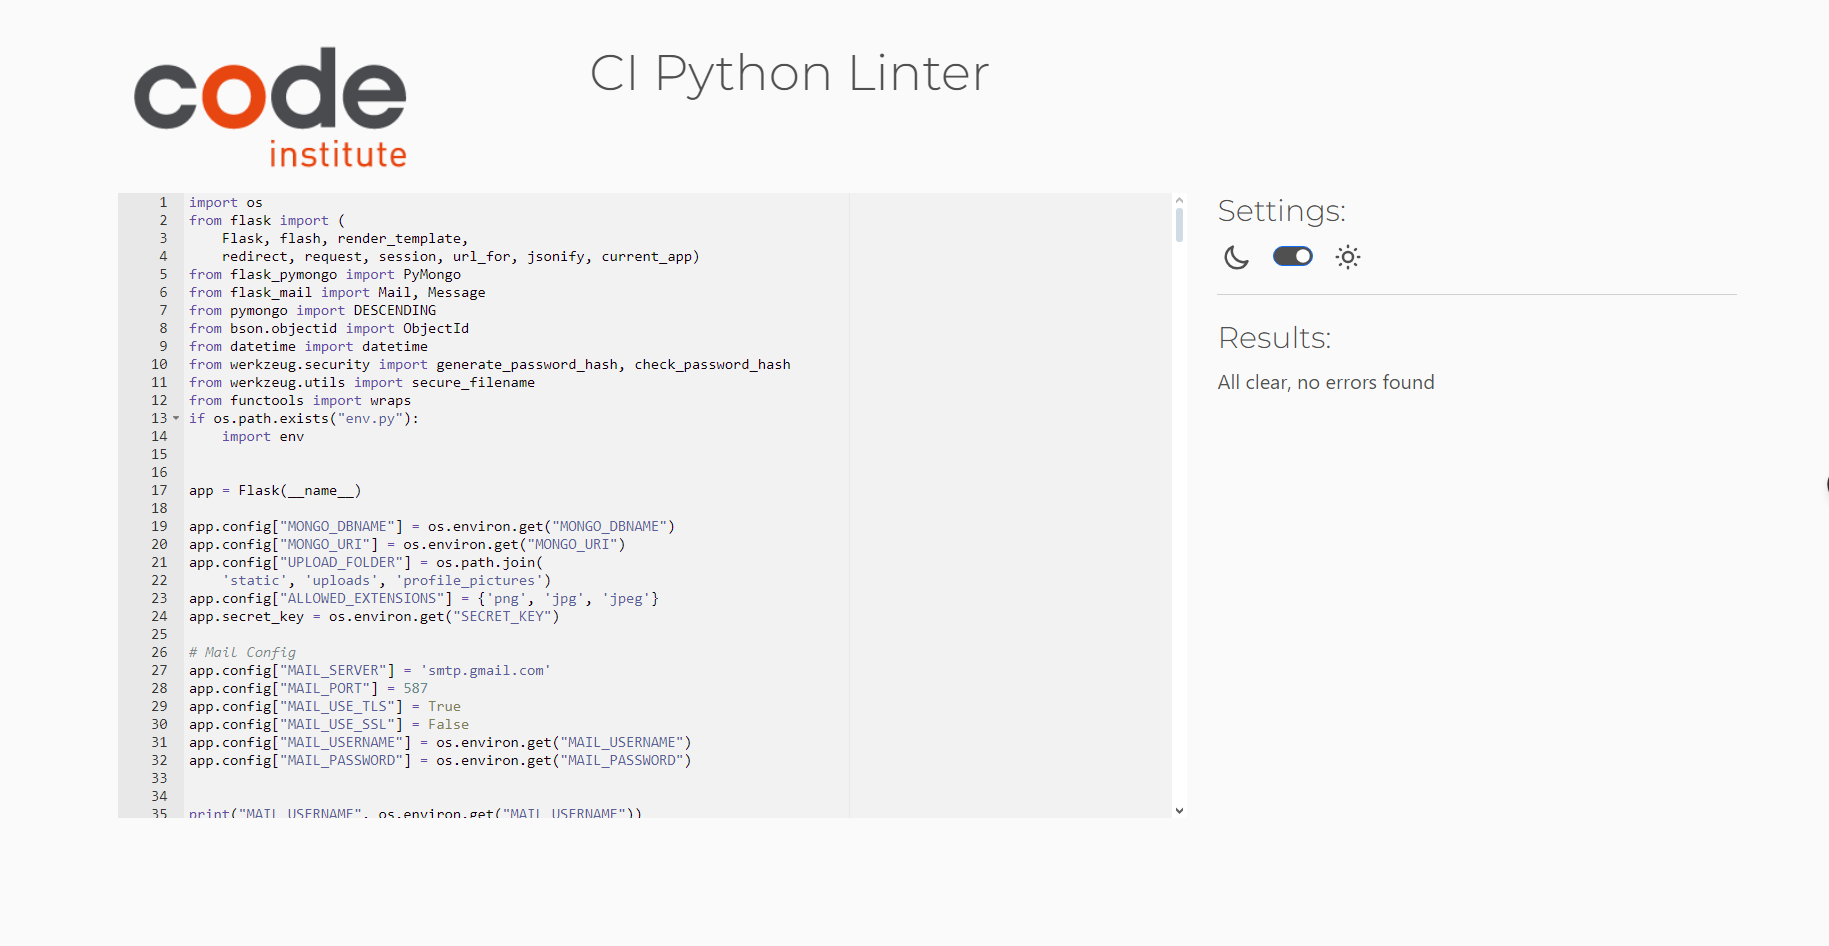 code
institute
CI Python Linter
1 import os
2 from flask import (
3     Flask, flash, render_template,
4     redirect, request, session, url_for, jsonify, current_app)
5 from flask_pymongo import PyMongo
6 from flask_mail import Mail, Message
7 from pymongo import DESCENDING
8 from bson.objectid import ObjectId
9 from datetime import datetime
10 from werkzeug.security import generate_password_hash, check_password_hash
11 from werkzeug.utils import secure_filename
12 from functools import wraps
13 if os.path.exists("env.py"):
14     import env
15
16
17 app = Flask(__name__)
18
19 app.config["MONGO_DBNAME"] = os.environ.get("MONGO_DBNAME")
20 app.config["MONGO_URI"] = os.environ.get("MONGO_URI")
21 app.config["UPLOAD_FOLDER"] = os.path.join(
22     'static', 'uploads', 'profile_pictures')
23 app.config["ALLOWED_EXTENSIONS"] = {'png', 'jpg', 'jpeg'}
24 app.secret_key = os.environ.get("SECRET_KEY")
25
26 # Mail Config
27 app.config["MAIL_SERVER"] = 'smtp.gmail.com'
28 app.config["MAIL_PORT"] = 587
29 app.config["MAIL_USE_TLS"] = True
30 app.config["MAIL_USE_SSL"] = False
31 app.config["MAIL_USERNAME"] = os.environ.get("MAIL_USERNAME")
32 app.config["MAIL_PASSWORD"] = os.environ.get("MAIL_PASSWORD")
33
34
35 print("MAIL_USERNAME", os.environ.get("MAIL_USERNAME"))
Settings:
Results:
All clear, no errors found